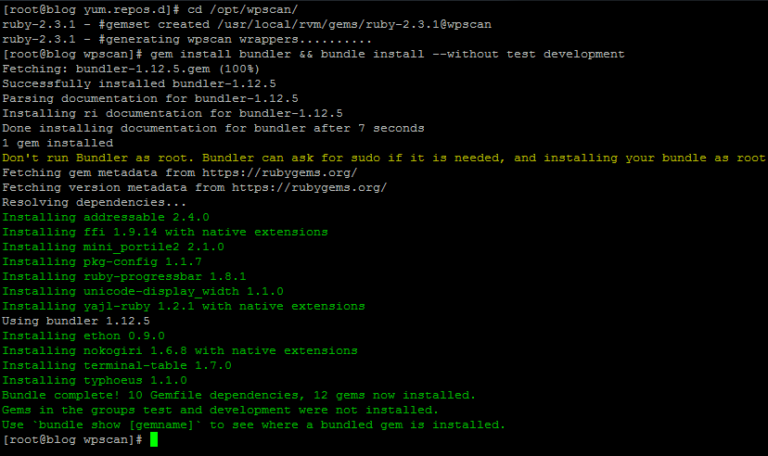 [root@blog yum.repos.d]# cd /opt/wpscan/
ruby-2.3.1 - #gemset created /usr/local/rvm/gems/ruby-2.3.1@wpscan
ruby-2.3.1 - #generating wpscan wrappers..........
[root@blog wpscan]# gem install bundler && bundle install --without test development
Fetching: bundler-1.12.5.gem (100%)
Successfully installed bundler-1.12.5
Parsing documentation for bundler-1.12.5
Installing ri documentation for bundler-1.12.5
Done installing documentation for bundler after 7 seconds
1 gem installed
Don't run Bundler as root. Bundler can ask for sudo if it is needed, and installing your bundle as root
Fetching gem metadata from https://rubygems.org/
Fetching version metadata from https://rubygems.org/
Resolving dependencies...
Installing addressable 2.4.0
Installing ffi 1.9.14 with native extensions
Installing mini_portile2 2.1.0
Installing pkg-config 1.1.7
Installing ruby-progressbar 1.8.1
Installing unicode-display_width 1.1.0
Installing yajl-ruby 1.2.1 with native extensions
Using bundler 1.12.5
Installing ethon 0.9.0
Installing nokogiri 1.6.8 with native extensions
Installing terminal-table 1.7.0
Installing typhoeus 1.1.0
Bundle complete! 10 Gemfile dependencies, 12 gems now installed.
Gems in the groups test and development were not installed.
Use `bundle show [gemname]` to see where a bundled gem is installed.
[root@blog wpscan]#